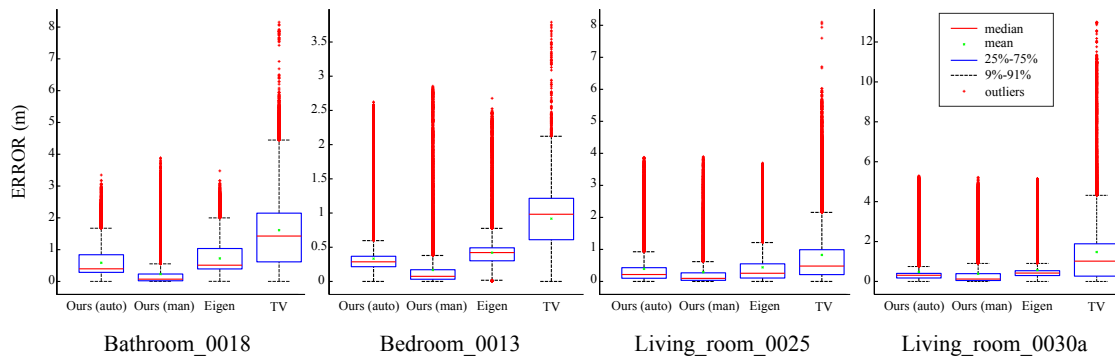 ERROR (m)
8
7
6
5
4
3
2
1
0
Ours (auto) Ours (man) Eigen TV
Bathroom_0018
3.5
3
2.5
2
1.5
1
0.5
0
Ours (auto) Ours (man) Eigen TV
Bedroom_0013
8
7
6
5
4
3
2
1
0
Ours (auto) Ours (man) Eigen TV
Living_room_0025
12
10
8
6
4
2
0
median
mean
25%-75%
9%-91%
outliers
Ours (auto) Ours (man) Eigen TV
Living_room_0030a